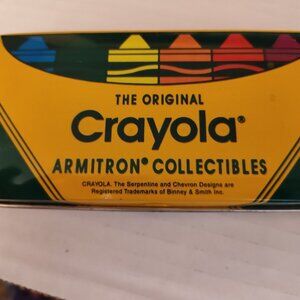 THE ORIGINAL
Crayola®
ARMITRON® COLLECTIBLES
CRAYOLA. The Serpentine and Chevron Designs are
Registered Trademarks of Binney & Smith Inc.